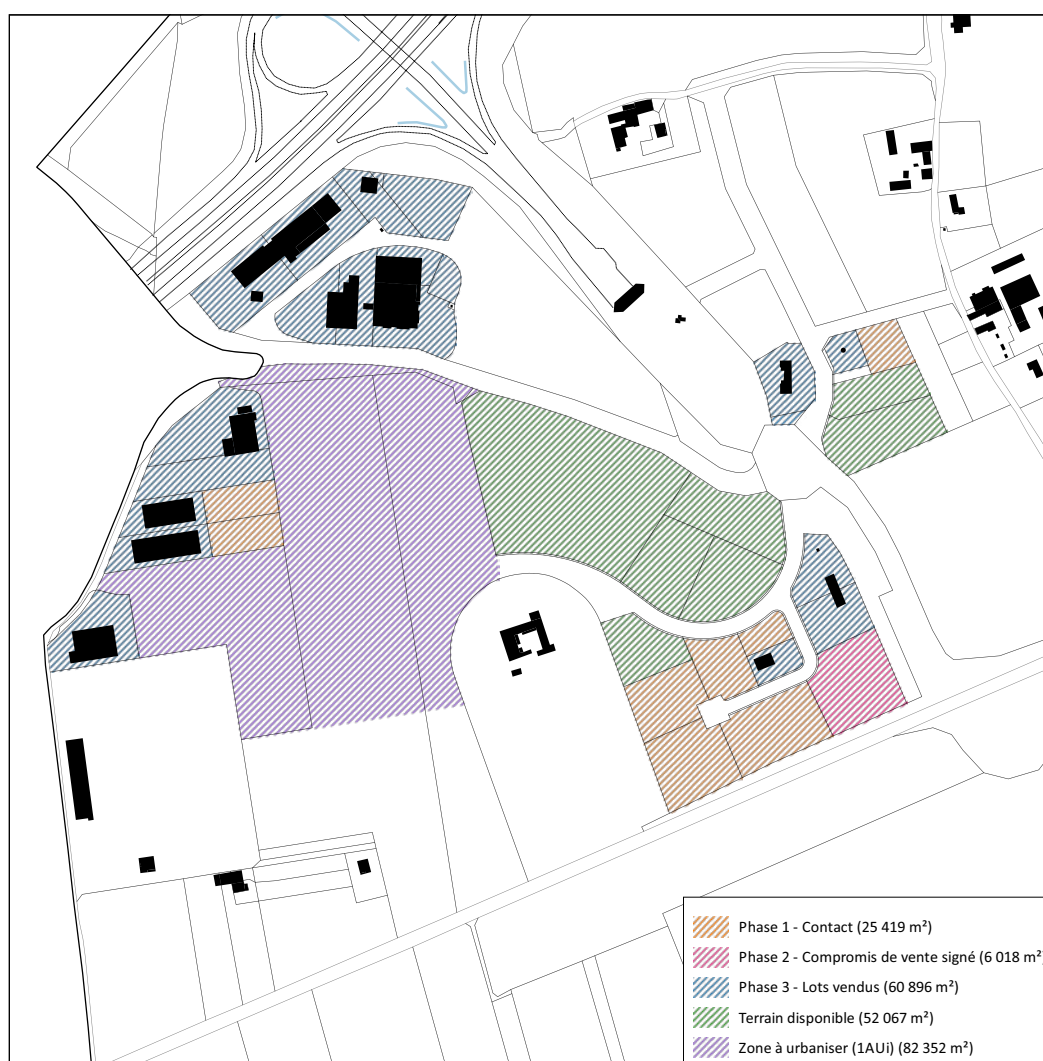 Phase 1 - Contact (25 419 m²)
Phase 2 - Compromis de vente signé (6 018 m²)
Phase 3 - Lots vendus (60 896 m²)
Terrain disponible (52 067 m²)
Zone à urbaniser (1AUi) (82 352 m²)